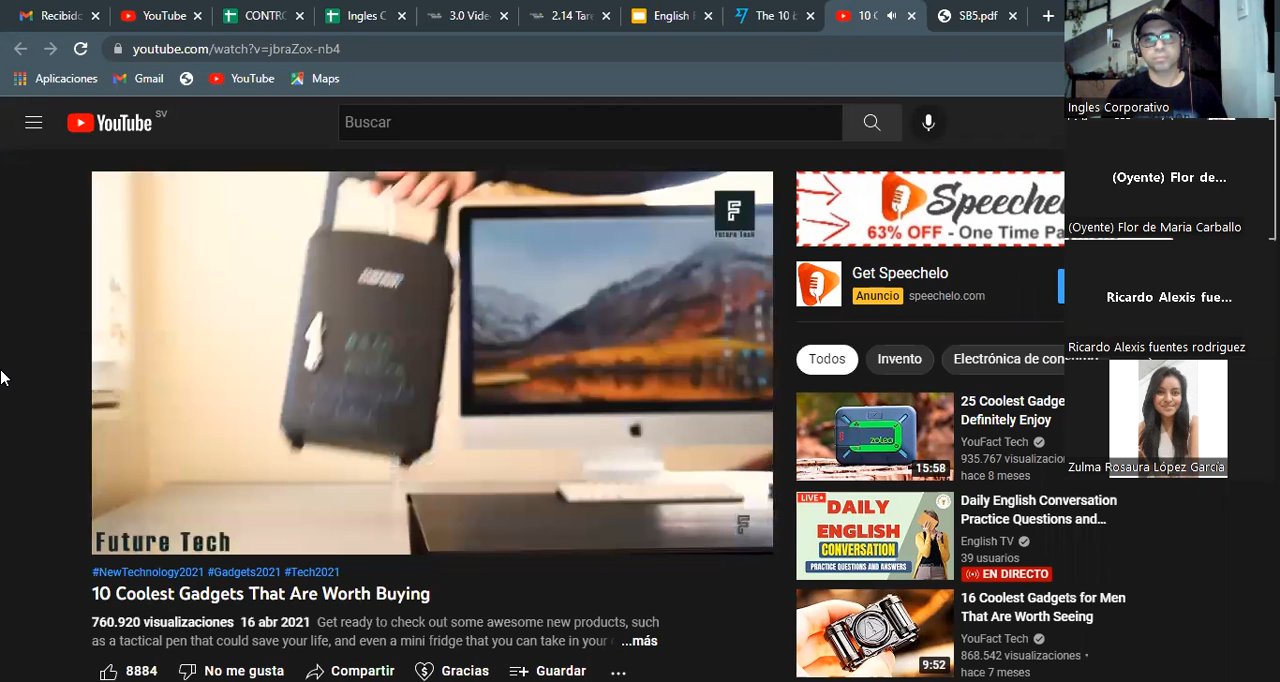 Recibid
YouTube
CONTRO
Ingles C
3.0 Vide
2.14 Tar
English
The 10 b
10 C
SB5.pdf
youtube.com/watch?v=jbraZox-nb4
Aplicaciones
Gmail
YouTube
Maps
YouTube SV
Buscar
Future Tech
Future Tech
#NewTechnology2021 #Gadgets2021 #Tech2021
10 Coolest Gadgets That Are Worth Buying
760.920 visualizaciones 16 abr 2021 Get ready to check out some awesome new products, such
as a tactical pen that could save your life, and even a mini fridge that you can take in your ...más
8884
No me gusta
Compartir
Gracias
Guardar
Speeche
63% OFF - One Time Pa
Get Speechelo
Anuncio speechelo.com
Todos
Invento
Electrónica de con
25 Coolest Gadge
Definitely Enjoy
YouFact Tech
935.767 visualizacio
hace 8 meses
zoleo
15:58
LIVE
DAILY
ENGLISH
CONVERSATION
PRACTICE QUESTIONS AND ANSWERS
Daily English Conversation
Practice Questions and...
English TV
39 usuarios
EN DIRECTO
16 Coolest Gadgets for Men
That Are Worth Seeing
YouFact Tech
868.542 visualizaciones •
hace 7 meses
9:52
Ingles Corporativo
(Oyente) Flor de...
(Oyente) Flor de Maria Carballo
Ricardo Alexis fue...
Ricardo Alexis fuentes rodriguez
Zulma Rosaura López García